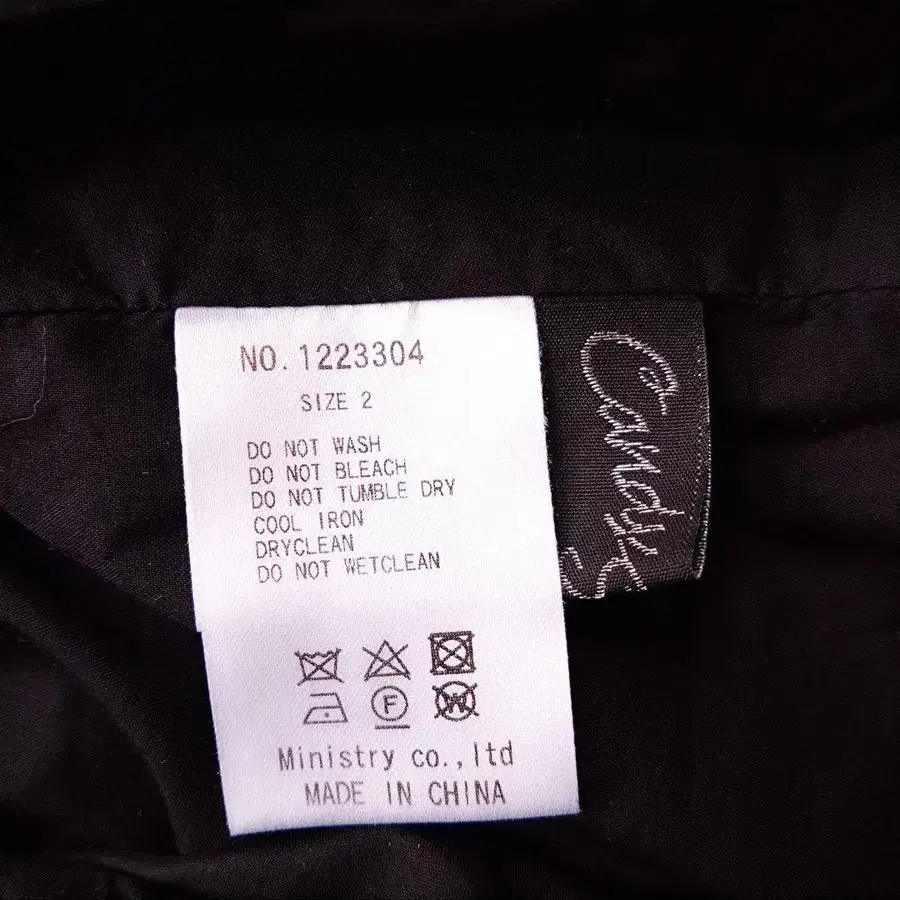 NO. 1223304
SIZE 2
DO NOT WASH
DO NOT BLEACH
DO NOT TUMBLE DRY
COOL IRON
DRYCLEAN
DO NOT WETCLEAN
F
W
Ministry co., ltd
MADE IN CHINA